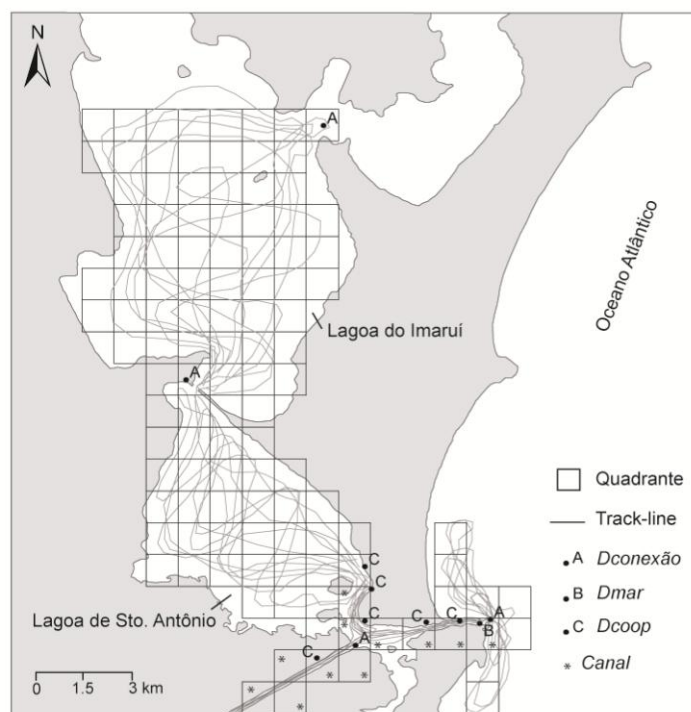 N
A
Oceano Atlântico
Lagoa do Imaruí
A
Quadrante
Track-line
A Dconexão
B Dmar
C Dcoop
* Canal
C
C
C
C
C
A
B
A
C
Lagoa de Sto. Antônio
0 1.5 3 km